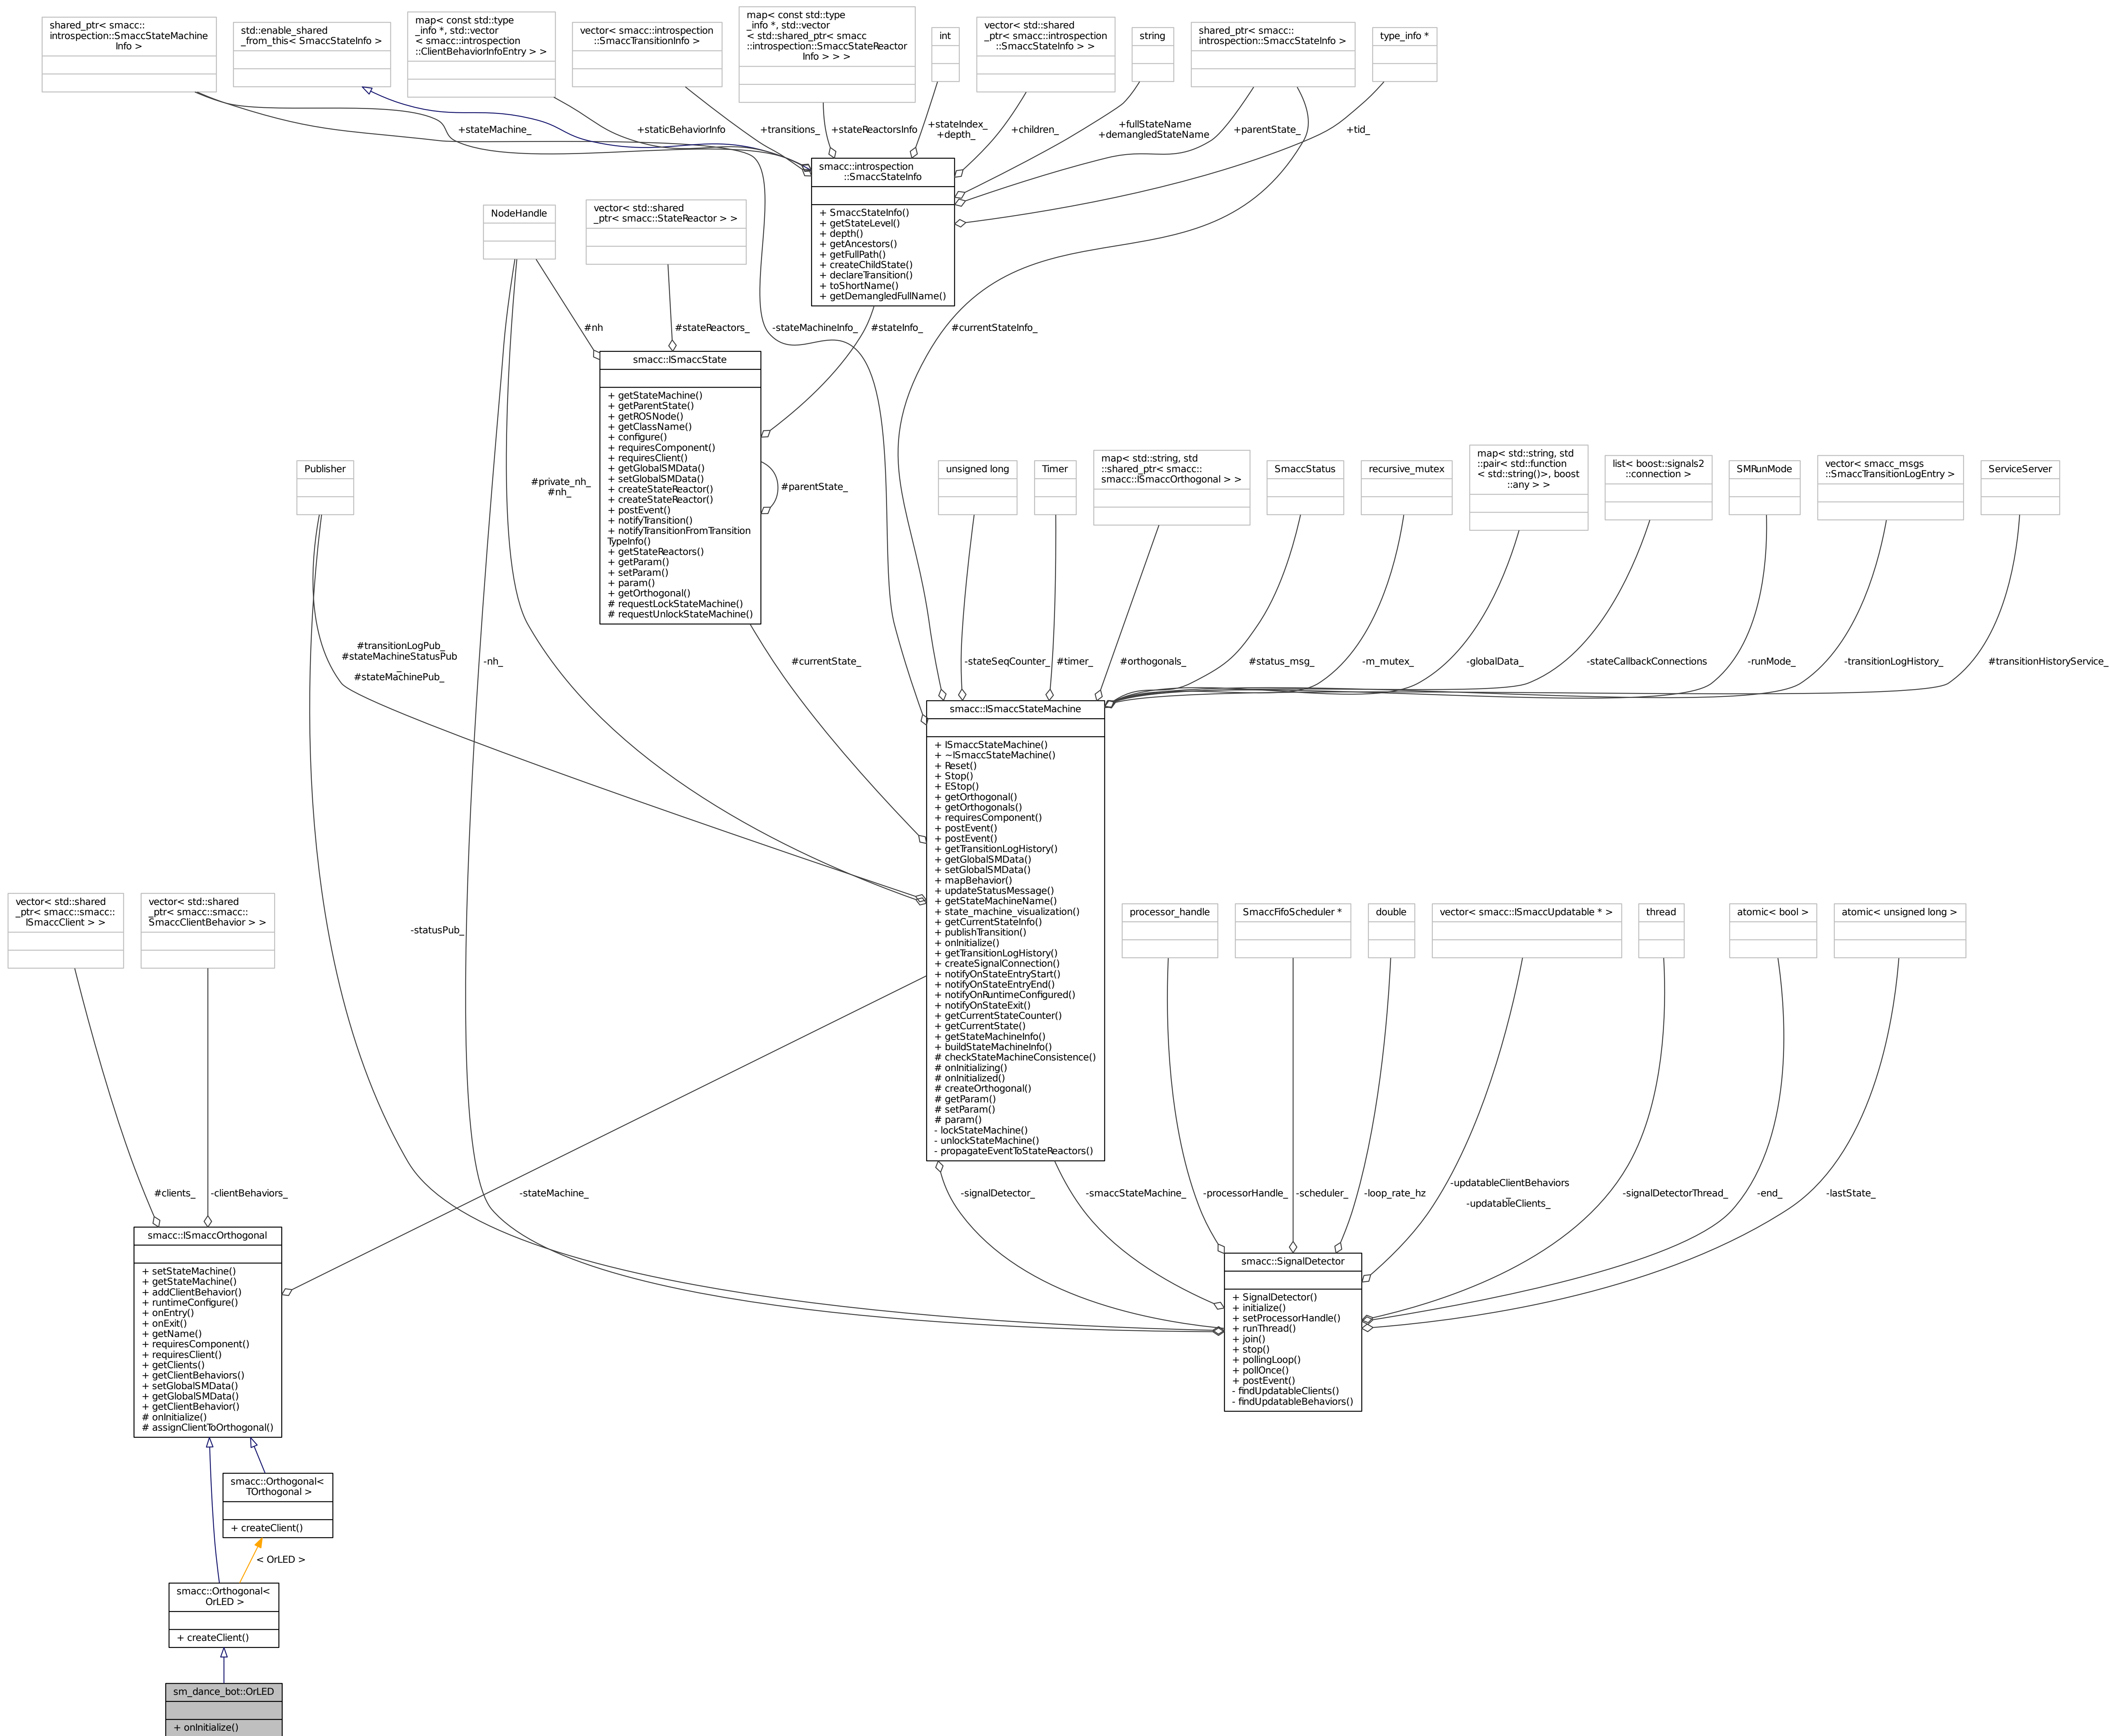 shared_ptr< smacc::
introspection::SmaccStateMachine
Info >
std::enable_shared
_from_this< SmaccStateInfo >
map< const std::type
_info *, std::vector
< smacc::introspection
::ClientBehaviorInfoEntry > >
vector< smacc::introspection
::SmaccTransitionInfo >
map< const std::type
_info *, std::vector
< std::shared_ptr< smacc
::introspection::SmaccStateReactor
Info > > >
int
vector< std::shared
_ptr< smacc::introspection
::SmaccStateInfo > >
string
shared_ptr< smacc::
introspection::SmaccStateInfo >
type_info *
+stateMachine_
+staticBehaviorInfo
+transitions_
+stateReactorsInfo
+stateIndex_
+depth_
+children_
+fullStateName
+demangledStateName
+parentState_
+tid_
smacc::introspection
::SmaccStateInfo
+ SmaccStateInfo()
+ getStateLevel()
+ depth()
+ getAncestors()
+ getFullPath()
+ createChildState()
+ declareTransition()
+ toShortName()
+ getDemangledFullName()
NodeHandle
vector< std::shared
_ptr< smacc::StateReactor > >
#nh
#stateReactors_
-stateMachineInfo_
#stateInfo_
#currentStateInfo_
smacc::ISmaccState
+ getStateMachine()
+ getParentState()
+ getROSNode()
+ getClassName()
+ configure()
+ requiresComponent()
+ requiresClient()
+ getGlobalSMData()
+ setGlobalSMData()
+ createStateReactor()
+ createStateReactor()
+ postEvent()
+ notifyTransition()
+ notifyTransitionFromTransition
TypeInfo()
+ getStateReactors()
+ getParam()
+ setParam()
+ param()
+ getOrthogonal()
# requestLockStateMachine()
# requestUnlockStateMachine()
#parentState_
#private_nh_
#nh_
Publisher
unsigned long
Timer
map< std::string, std
::shared_ptr< smacc::
smacc::ISmaccOrthogonal > >
SmaccStatus
recursive_mutex
map< std::string, std
::pair< std::function
< std::string()>, boost
::any > >
list< boost::signals2
::connection >
SMRunMode
vector< smacc_msgs
::SmaccTransitionLogEntry >
ServiceServer
#transitionLogPub_
#stateMachineStatusPub
_
#stateMachinePub_
-nh_
#currentState_
-stateSeqCounter_
#timer_
#orthogonals_
#status_msg_
-m_mutex_
-globalData_
-stateCallbackConnections
-runMode_
-transitionLogHistory_
#transitionHistoryService_
smacc::ISmaccStateMachine
+ ISmaccStateMachine()
+ ~ISmaccStateMachine()
+ Reset()
+ Stop()
+ EStop()
+ getOrthogonal()
+ getOrthogonals()
+ requiresComponent()
+ postEvent()
+ postEvent()
+ getTransitionLogHistory()
+ getGlobalSMData()
+ setGlobalSMData()
+ mapBehavior()
+ updateStatusMessage()
+ getStateMachineName()
+ state_machine_visualization()
+ getCurrentStateInfo()
+ publishTransition()
+ onInitialize()
+ getTransitionLogHistory()
+ createSignalConnection()
+ notifyOnStateEntryStart()
+ notifyOnStateEntryEnd()
+ notifyOnRuntimeConfigured()
+ notifyOnStateExit()
+ getCurrentStateCounter()
+ getCurrentState()
+ getStateMachineInfo()
+ buildStateMachineInfo()
# checkStateMachineConsistence()
# onInitializing()
# onInitialized()
# createOrthogonal()
# getParam()
# setParam()
# param()
- lockStateMachine()
- unlockStateMachine()
- propagateEventToStateReactors()
vector< std::shared
_ptr< smacc::smacc::
ISmaccClient > >
vector< std::shared
_ptr< smacc::smacc::
SmaccClientBehavior > >
-statusPub_
processor_handle
SmaccFifoScheduler *
double
vector< smacc::ISmaccUpdatable * >
thread
atomic< bool >
atomic< unsigned long >
#clients_
-clientBehaviors_
-stateMachine_
-signalDetector_
-smaccStateMachine_
-processorHandle_
-scheduler_
-loop_rate_hz
-updatableClientBehaviors
_
-updatableClients_
-signalDetectorThread_
-end_
-lastState_
smacc::ISmaccOrthogonal
+ setStateMachine()
+ getStateMachine()
+ addClientBehavior()
+ runtimeConfigure()
+ onEntry()
+ onExit()
+ getName()
+ requiresComponent()
+ requiresClient()
+ getClients()
+ getClientBehaviors()
+ setGlobalSMData()
+ getGlobalSMData()
+ getClientBehavior()
# onInitialize()
# assignClientToOrthogonal()
smacc::SignalDetector
+ SignalDetector()
+ initialize()
+ setProcessorHandle()
+ runThread()
+ join()
+ stop()
+ pollingLoop()
+ pollOnce()
+ postEvent()
- findUpdatableClients()
- findUpdatableBehaviors()
smacc::Orthogonal<
TOrthogonal >
+ createClient()
< OrLED >
smacc::Orthogonal<
OrLED >
+ createClient()
sm_dance_bot::OrLED
+ onInitialize()